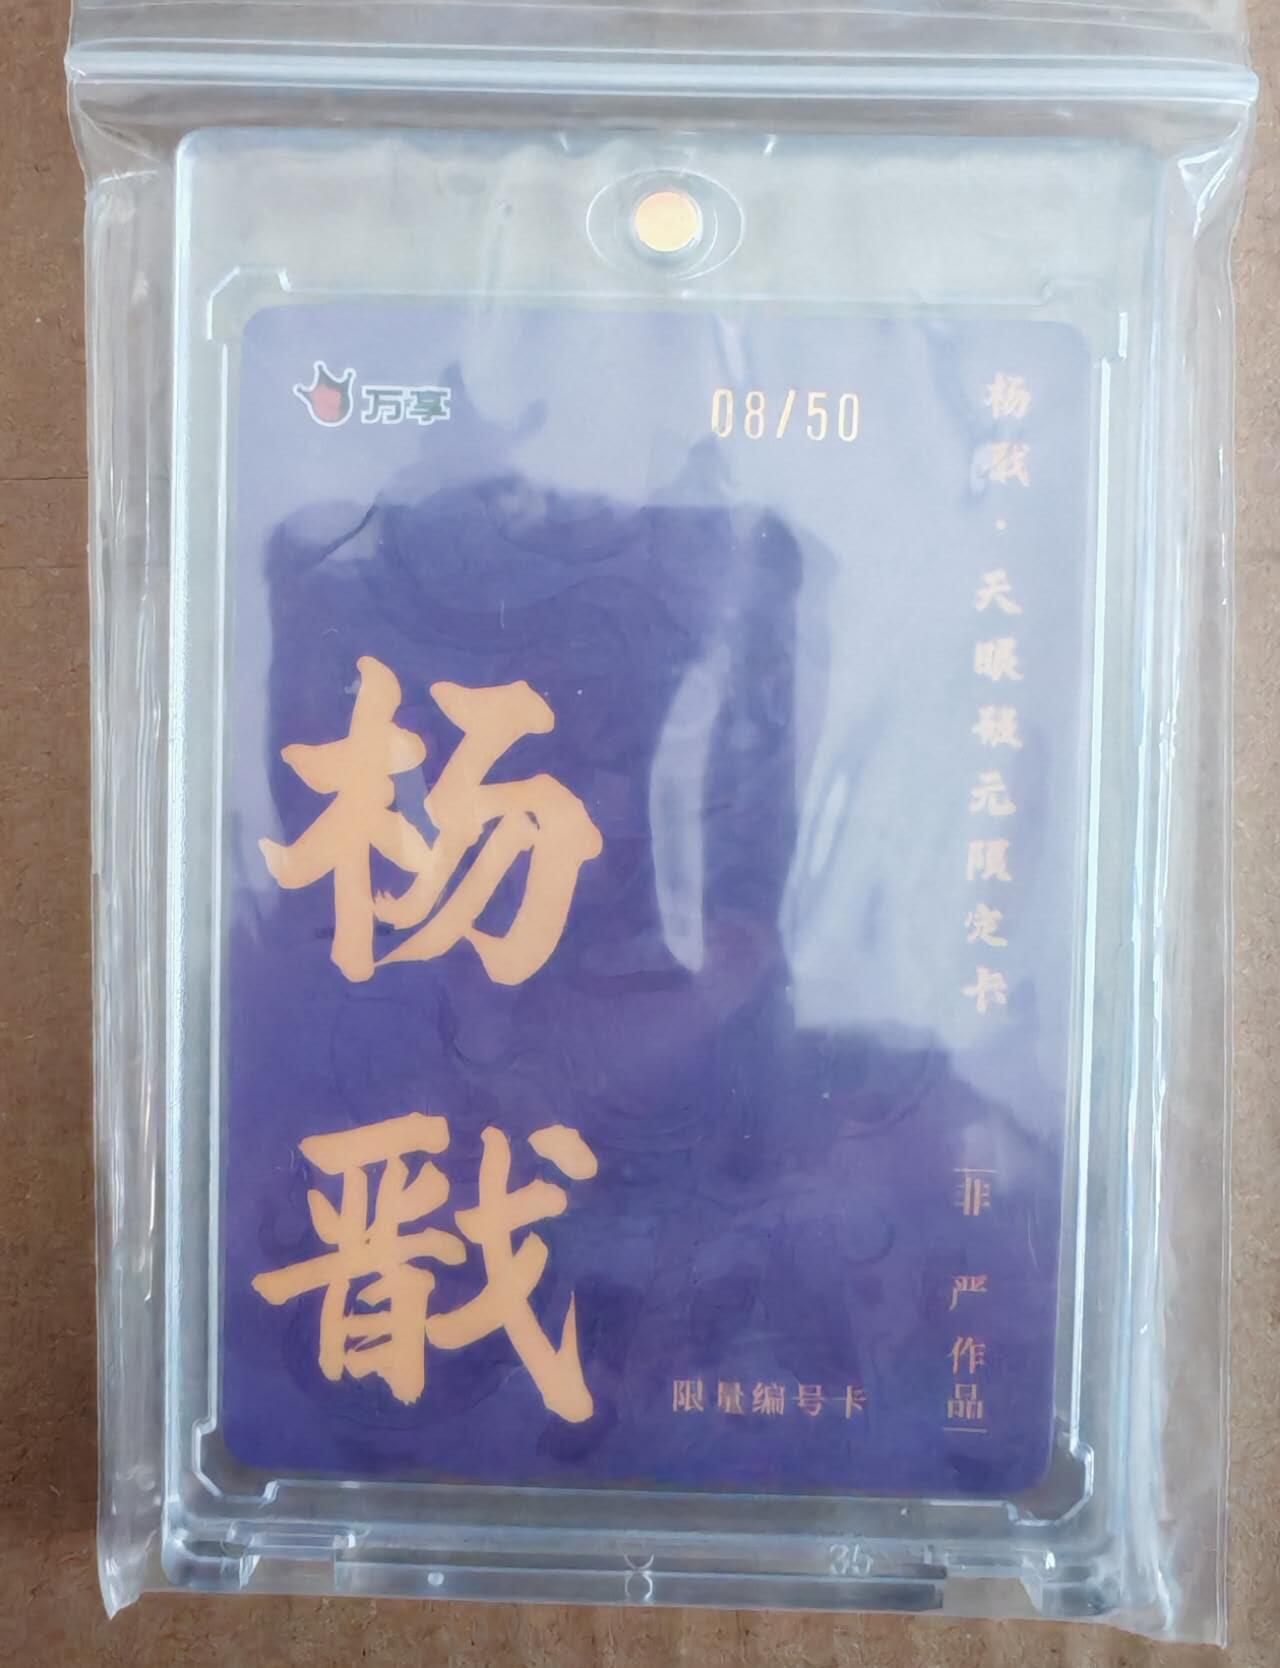 万享
08/50
杨戬·天眼破元限定卡
杨戬
限量编号卡
非 严 作品
35